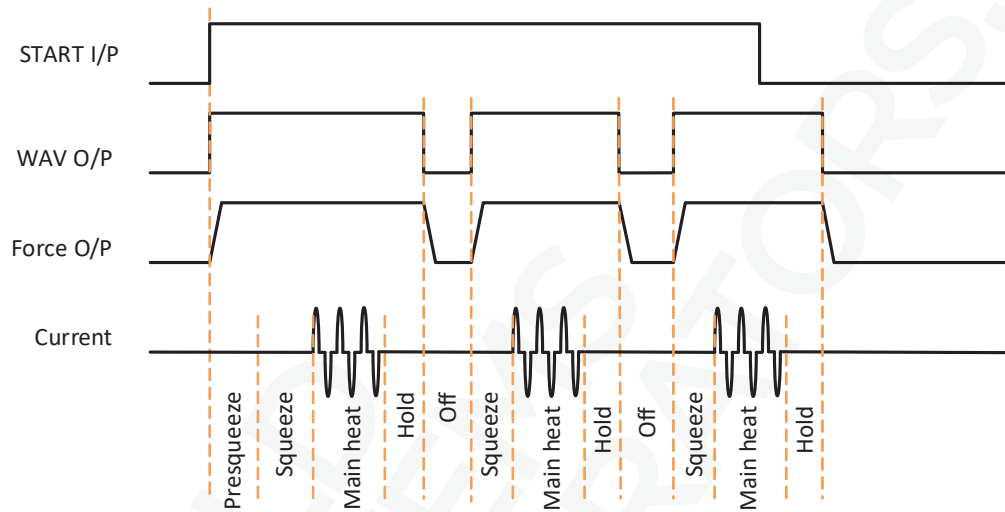 START I/P
WAV O/P
Force O/P
Current
Presqueeze
Squeeze
Main heat
Hold
Off
Squeeze
Main heat
Hold
Off
Squeeze
Main heat
Hold